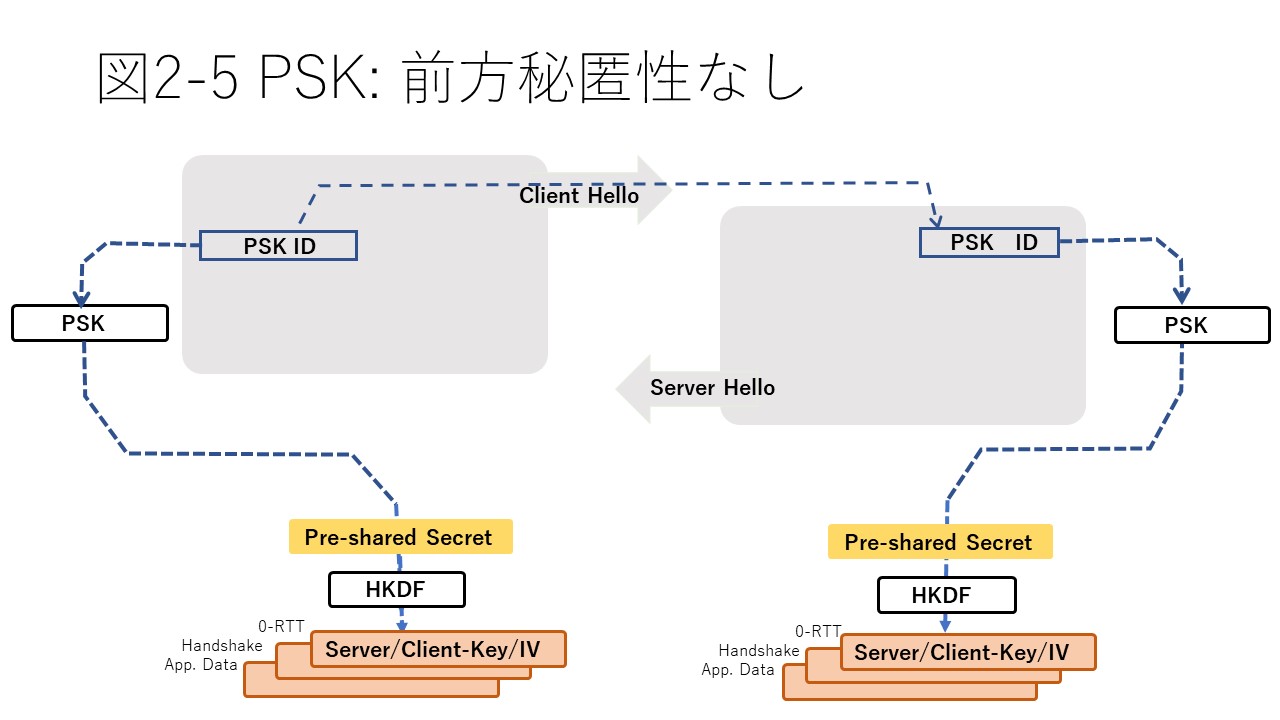 図2-5 PSK: 前方秘匿性なし
Client Hello
PSK ID
PSK　ID
PSK
PSK
Server Hello
Pre-shared Secret
Pre-shared Secret
HKDF
HKDF
0-RTT
Handshake
App. Data
Server/Client-Key/IV
0-RTT
Handshake
App. Data
Server/Client-Key/IV